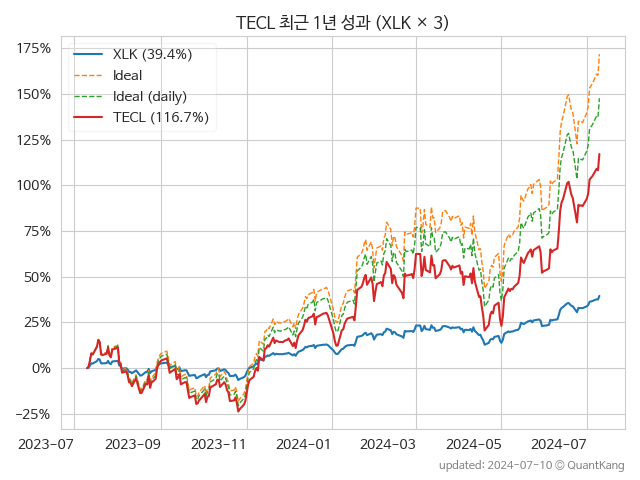 TECL 최근 1년 성과 (XLK × 3)
XLK (39.4%)
Ideal
Ideal (daily)
TECL (116.7%)
175%
150%
125%
100%
75%
50%
25%
0%
−25%
2023-07
2023-09
2023-11
2024-01
2024-03
2024-05
2024-07
updated: 2024-07-10 © QuantKang